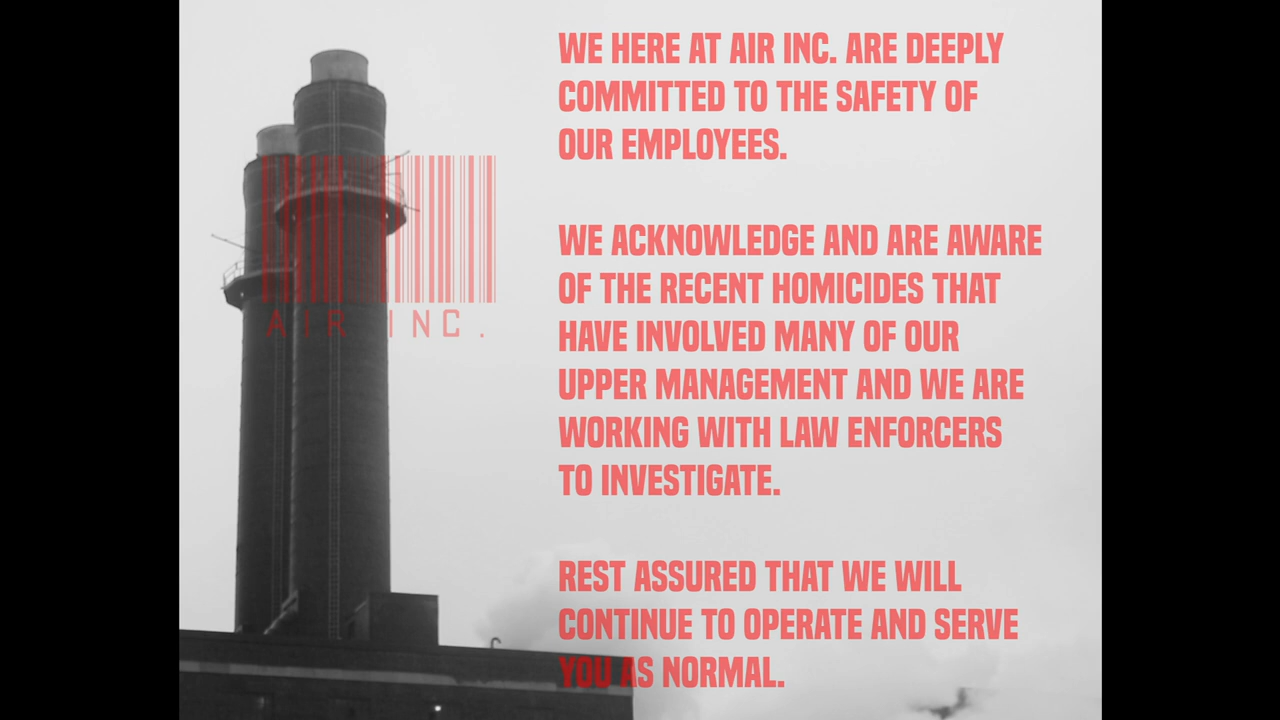 WE HERE AT AIR INC. ARE DEEPLY
COMMITTED TO THE SAFETY OF
OUR EMPLOYEES.
AIR INC.
WE ACKNOWLEDGE AND ARE AWARE
OF THE RECENT HOMICIDES THAT
HAVE INVOLVED MANY OF OUR
UPPER MANAGEMENT AND WE ARE
WORKING WITH LAW ENFORCERS
TO INVESTIGATE.
REST ASSURED THAT WE WILL
CONTINUE TO OPERATE AND SERVE
YOU AS NORMAL.